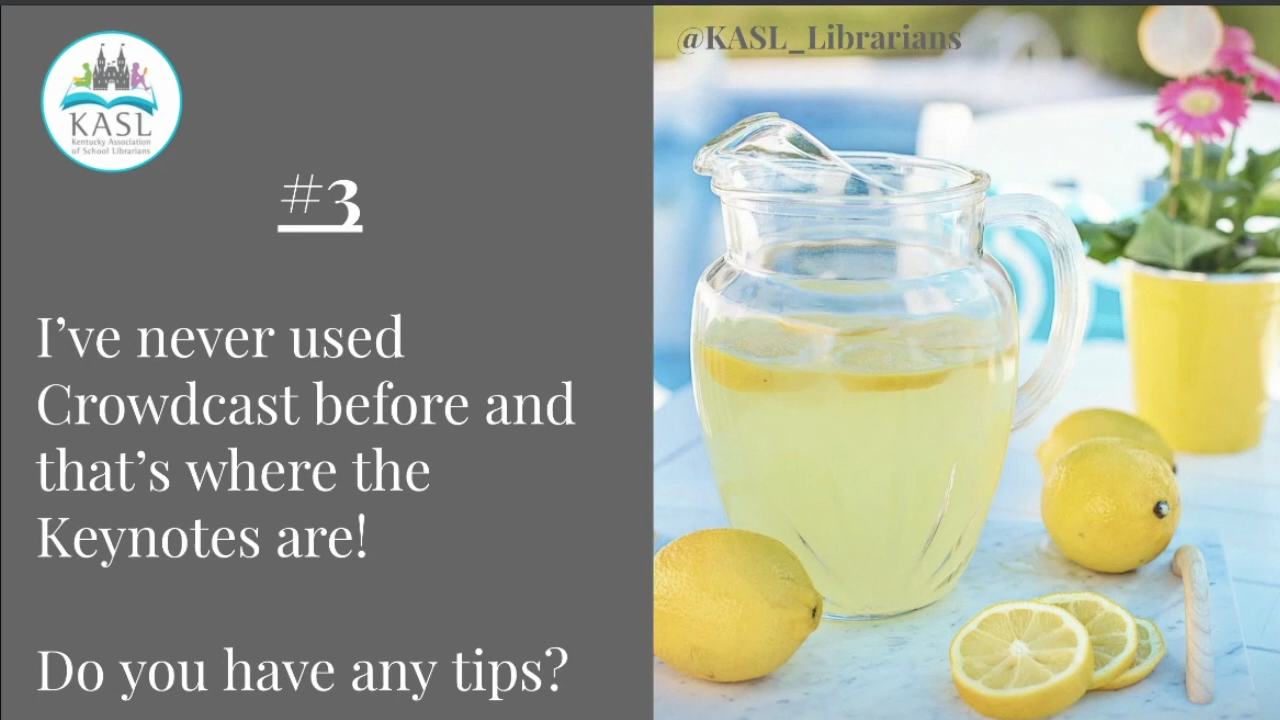 @KASL_Librarians
KASL
Kentucky Association
of School Librarians
#3
I've never used
Crowdcast before and
that's where the
Keynotes are!
Do you have any tips?